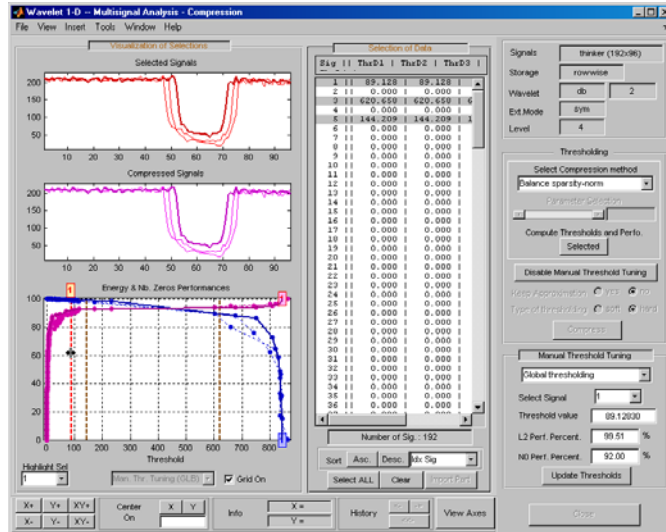 Wavelet 1-D -- Multisignal Analysis - Compression
File View Insert Tools Window Help
Visualization of Selections
Selected Signals
200
150
100
50
10 20 30 40 50 60 70 80 90
Compressed Signals
200
150
100
50
10 20 30 40 50 60 70 80 90
Energy & Nb. Zeros Performances
1
100
80
60
40
20
0
0 100 200 300 400 500 600 700 800
Threshold
Highlight Sel
1
Man. Thr. Tuning (GLB)
Grid On
Selection of Data
Sig || ThrD1 | ThrD2 | ThrD3 |
1 || 89.128 | 89.128 |
2 || 0.000 | 0.000 |
3 || 620.658 | 620.658 | 6
4 || 0.000 | 0.000 |
5 || 144.209 | 144.209 | 1
6 || 0.000 | 0.000 |
7 || 0.000 | 0.000 |
8 || 0.000 | 0.000 |
9 || 0.000 | 0.000 |
10 || 0.000 | 0.000 |
11 || 0.000 | 0.000 |
12 || 0.000 | 0.000 |
13 || 0.000 | 0.000 |
14 || 0.000 | 0.000 |
15 || 0.000 | 0.000 |
16 || 0.000 | 0.000 |
17 || 0.000 | 0.000 |
18 || 0.000 | 0.000 |
19 || 0.000 | 0.000 |
20 || 0.000 | 0.000 |
21 || 0.000 | 0.000 |
22 || 0.000 | 0.000 |
23 || 0.000 | 0.000 |
24 || 0.000 | 0.000 |
25 || 0.000 | 0.000 |
26 || 0.000 | 0.000 |
27 || 0.000 | 0.000 |
28 || 0.000 | 0.000 |
29 || 0.000 | 0.000 |
30 || 0.000 | 0.000 |
31 || 0.000 | 0.000 |
32 || 0.000 | 0.000 |
33 || 0.000 | 0.000 |
34 || 0.000 | 0.000 |
35 || 0.000 | 0.000 |
36 || 0.000 | 0.000 |
Number of Sig. : 192
Sort Asc. Desc. Idx Sig
Select ALL Clear Import Part
Signals thinker (192x96)
Storage rowwise
Wavelet db 2
Ext.Mode sym
Level 4
Thresholding
Select Compression method
Balance sparsity-norm
Parameter Selection
Compute Thresholds and Perfo.
Selected
Disable Manual Threshold Tuning
Keep Approximation yes no
Type of thresholding soft hard
Compress
Manual Threshold Tuning
Global thresholding
Select Signal 1
Threshold value 89.12830
L2 Perf. Percent. 99.51 %
N0 Perf. Percent. 92.00 %
Update Thresholds
X+ Y+ XY+
X- Y- XY-
Center On X Y
Info X = Y =
History
View Axes
Close